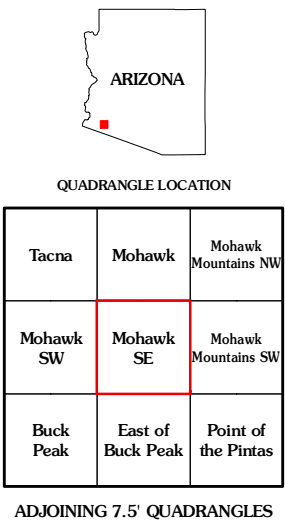 ARIZONA
QUADRANGLE LOCATION
Tacna
Mohawk
Mohawk
Mountains NW
Mohawk
SW
Mohawk
SE
Mohawk
Mountains SW
Buck
Peak
East of
Buck Peak
Point of
the Pintas
ADJOINING 7.5' QUADRANGLES